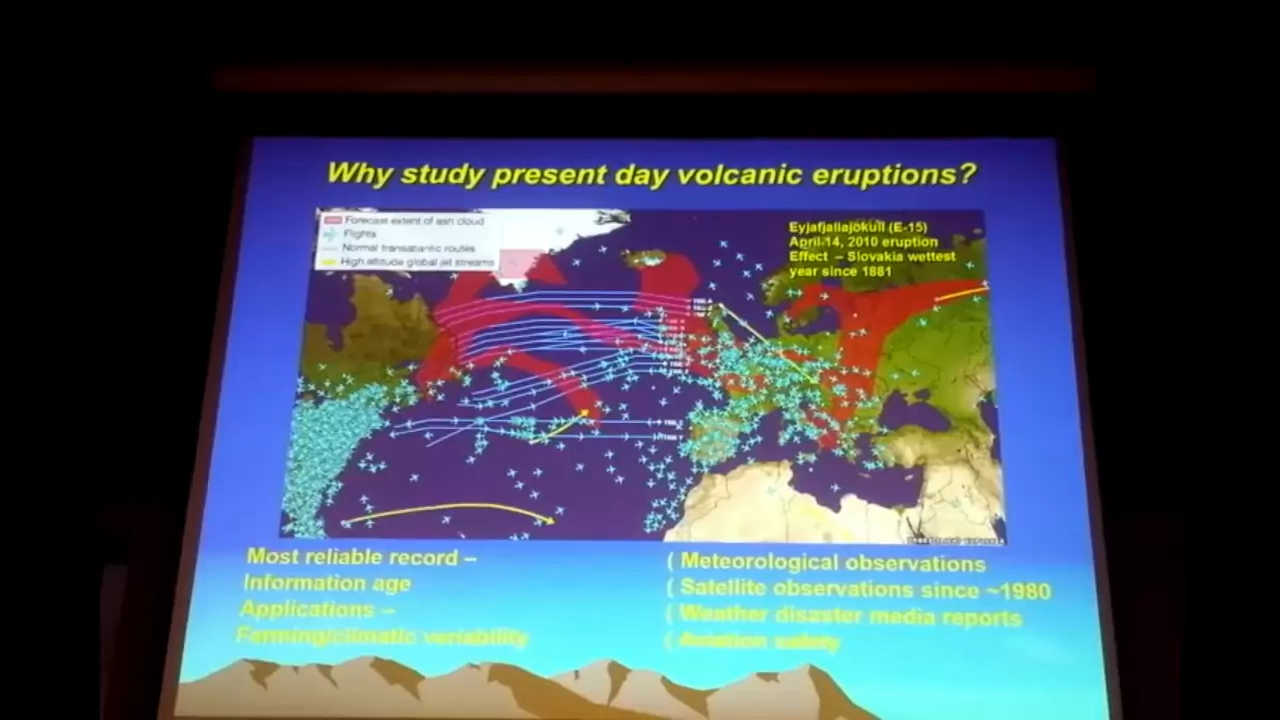 Why study present day volcanic eruptions?
Forecast extent of ash cloud
Flights
Normal transatlantic routes
High altitude global jet streams
Eyjafjallajokull (E-15)
April 14, 2010 eruption
Effect – Slovakia wettest
year since 1881
Most reliable record –
Information age
Applications –
Farming/climatic variability
( Meteorological observations
( Satellite observations since ~1980
( Weather disaster media reports
( Aviation safety